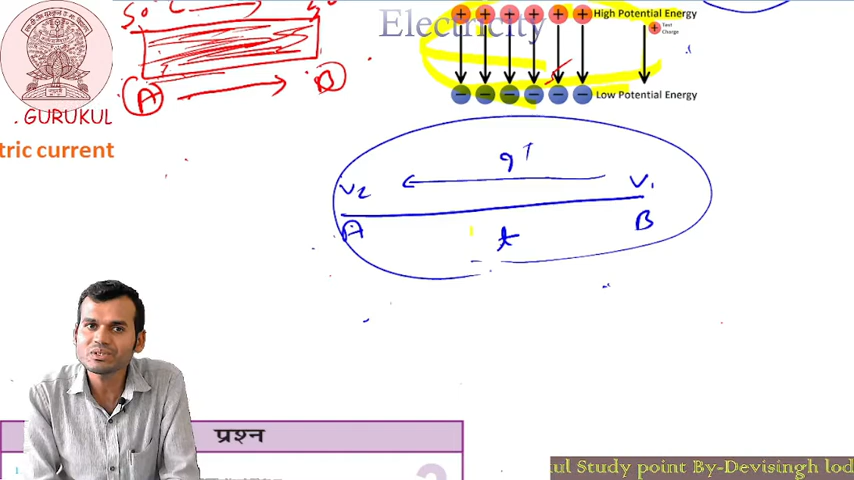 Electricity
High Potential Energy
Test
Charge
Low Potential Energy
A
B
GURUKUL
tric current
q
V2
V1
A
B
t
प्रश्न
1.
ul Study point By-Devisingh lod